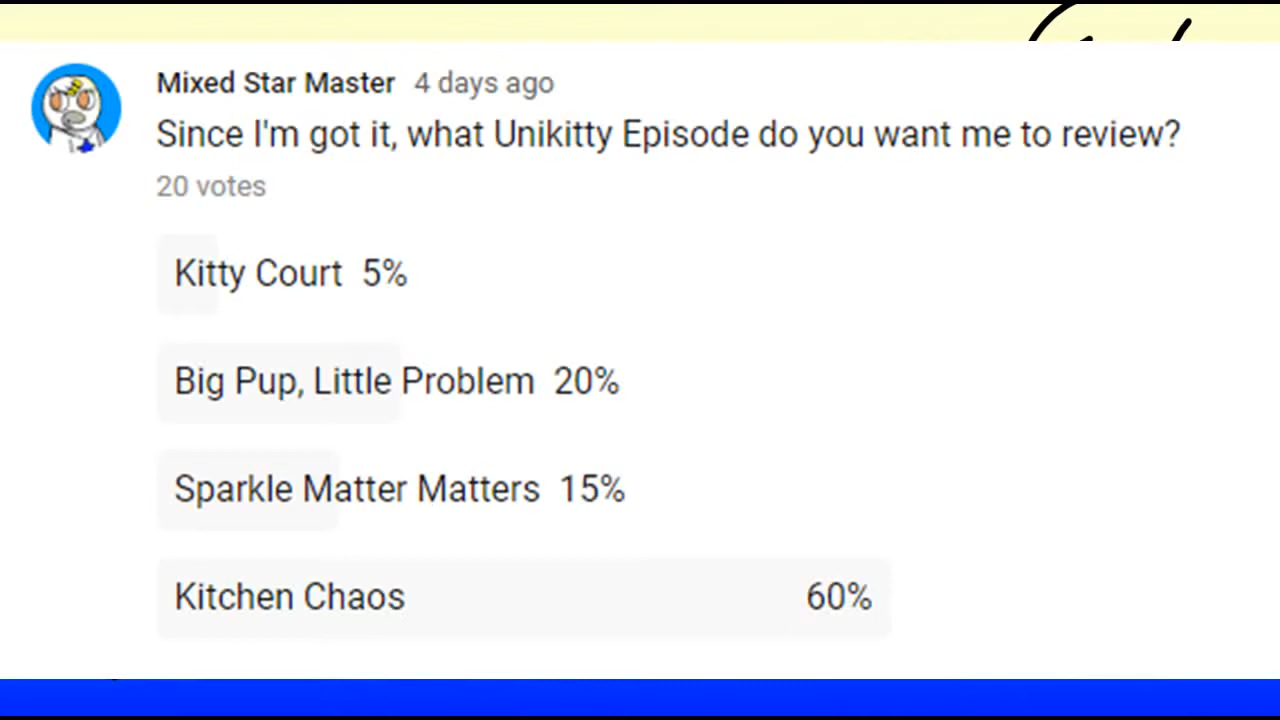 Mixed Star Master 4 days ago
Since I'm got it, what Unikitty Episode do you want me to review?
20 votes
Kitty Court 5%
Big Pup, Little Problem 20%
Sparkle Matter Matters 15%
Kitchen Chaos 60%